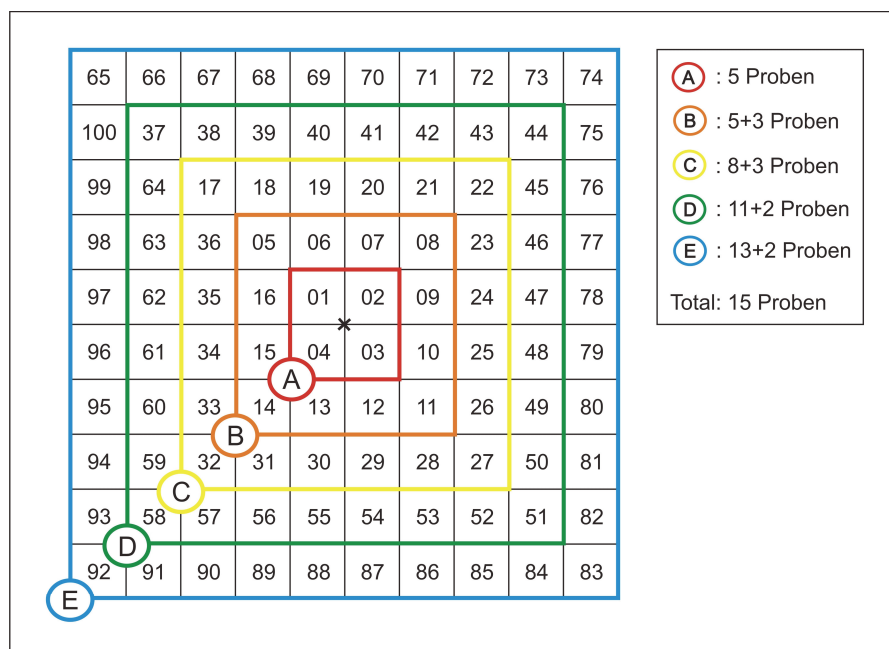 65 66 67 68 69 70 71 72 73 74
100 37 38 39 40 41 42 43 44 75
99 64 17 18 19 20 21 22 45 76
98 63 36 05 06 07 08 23 46 77
97 62 35 16 01 02 09 24 47 78
96 61 34 15 04 03 10 25 48 79
A
95 60 33 14 13 12 11 26 49 80
B
94 59 32 31 30 29 28 27 50 81
C
93 58 57 56 55 54 53 52 51 82
D
92 91 90 89 88 87 86 85 84 83
E
A : 5 Proben
B : 5+3 Proben
C : 8+3 Proben
D : 11+2 Proben
E : 13+2 Proben
Total: 15 Proben